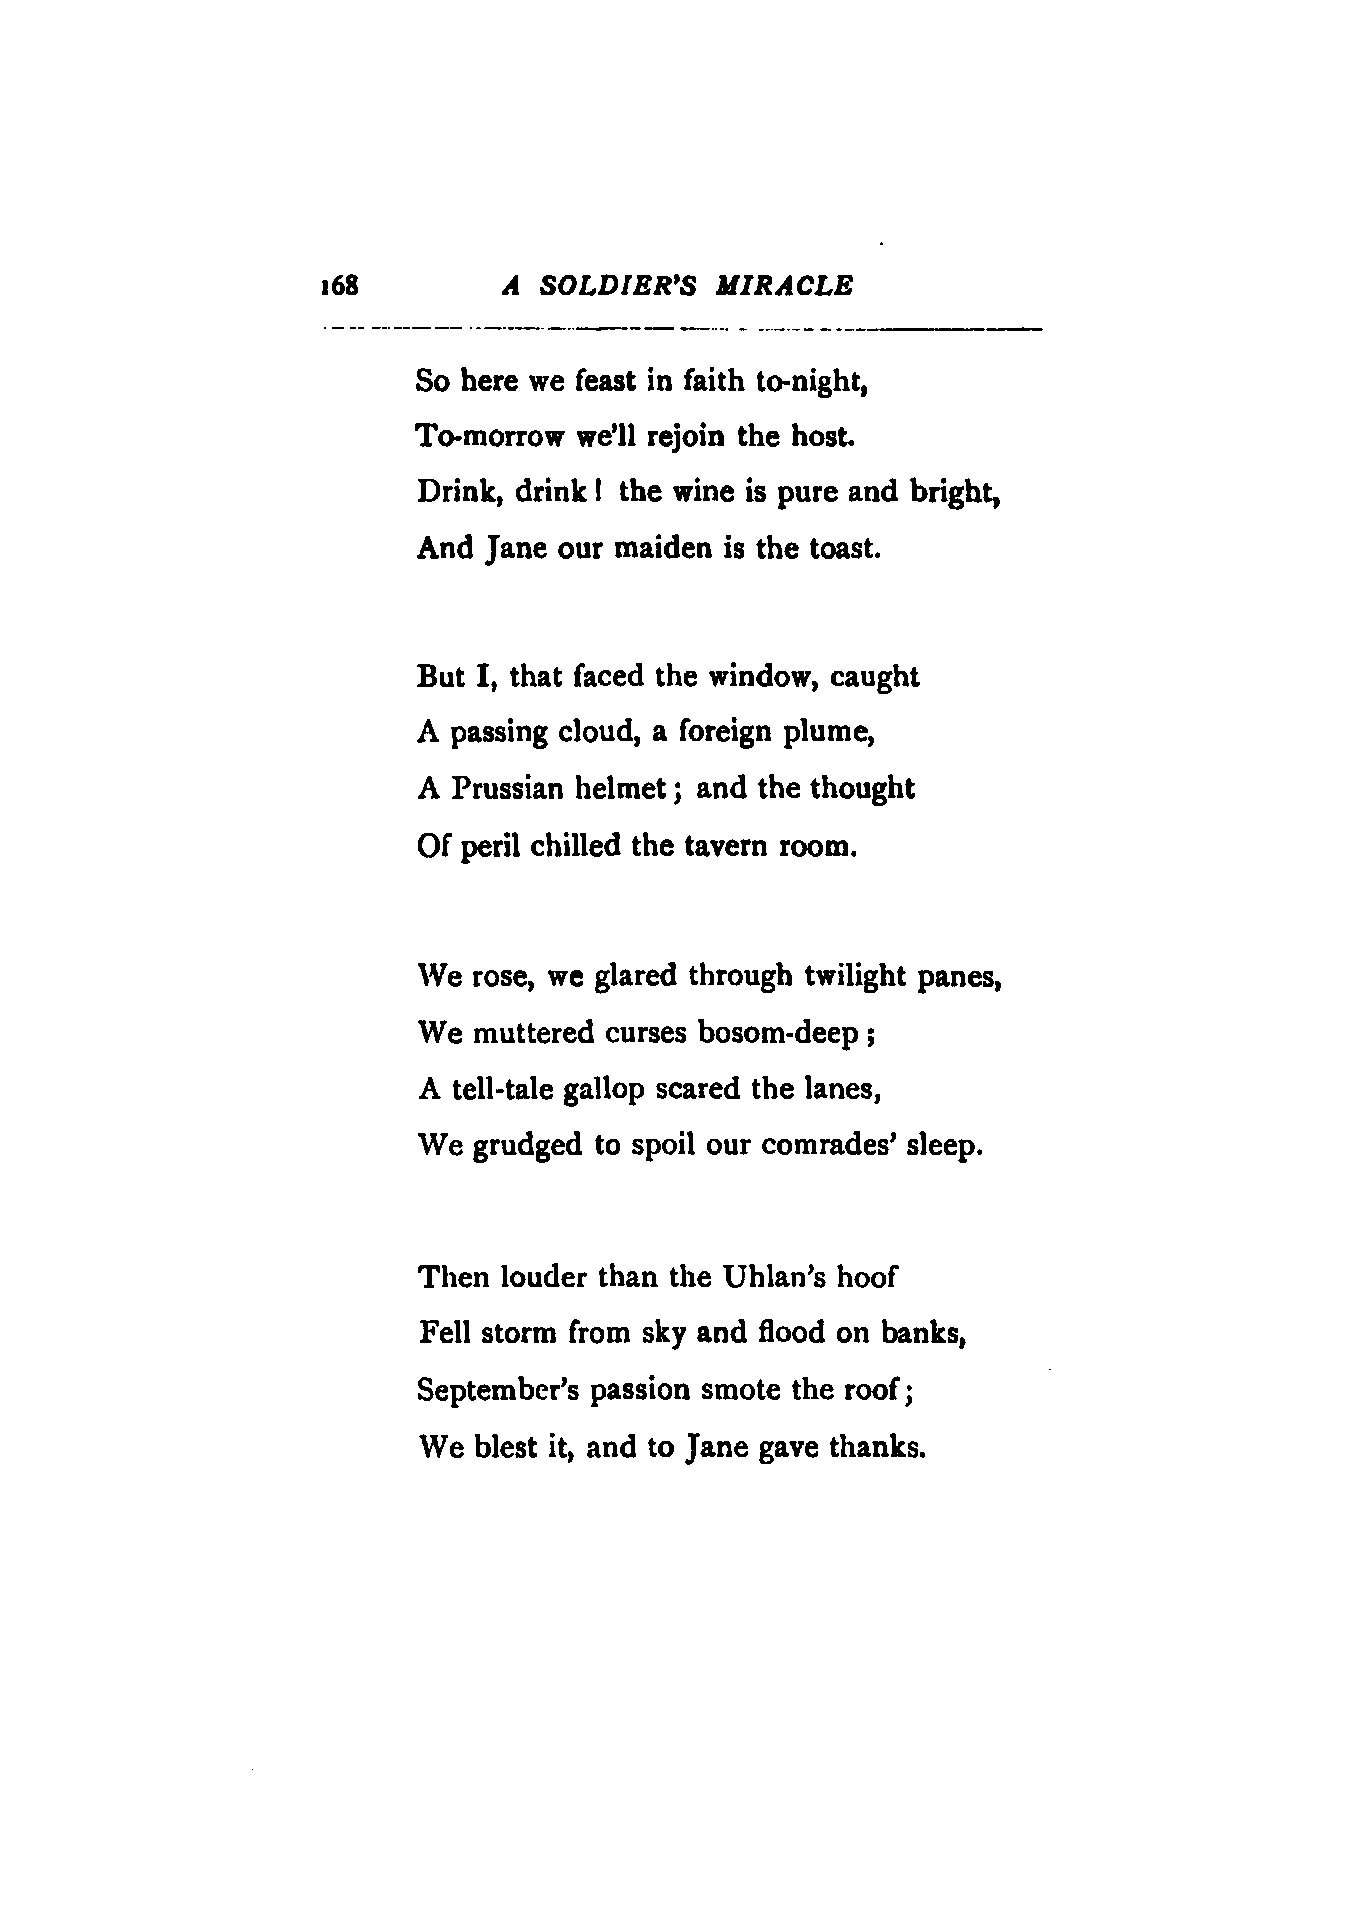 168 A SOLDIER'S MIRACLE
So here we feast in faith to-night,
To-morrow we'll rejoin the host.
Drink, drink! the wine is pure and bright,
And Jane our maiden is the toast.
But I, that faced the window, caught
A passing cloud, a foreign plume,
A Prussian helmet; and the thought
Of peril chilled the tavern room.
We rose, we glared through twilight panes,
We muttered curses bosom-deep;
A tell-tale gallop scared the lanes,
We grudged to spoil our comrades' sleep.
Then louder than the Uhlan's hoof
Fell storm from sky and flood on banks,
September's passion smote the roof;
We blest it, and to Jane gave thanks.